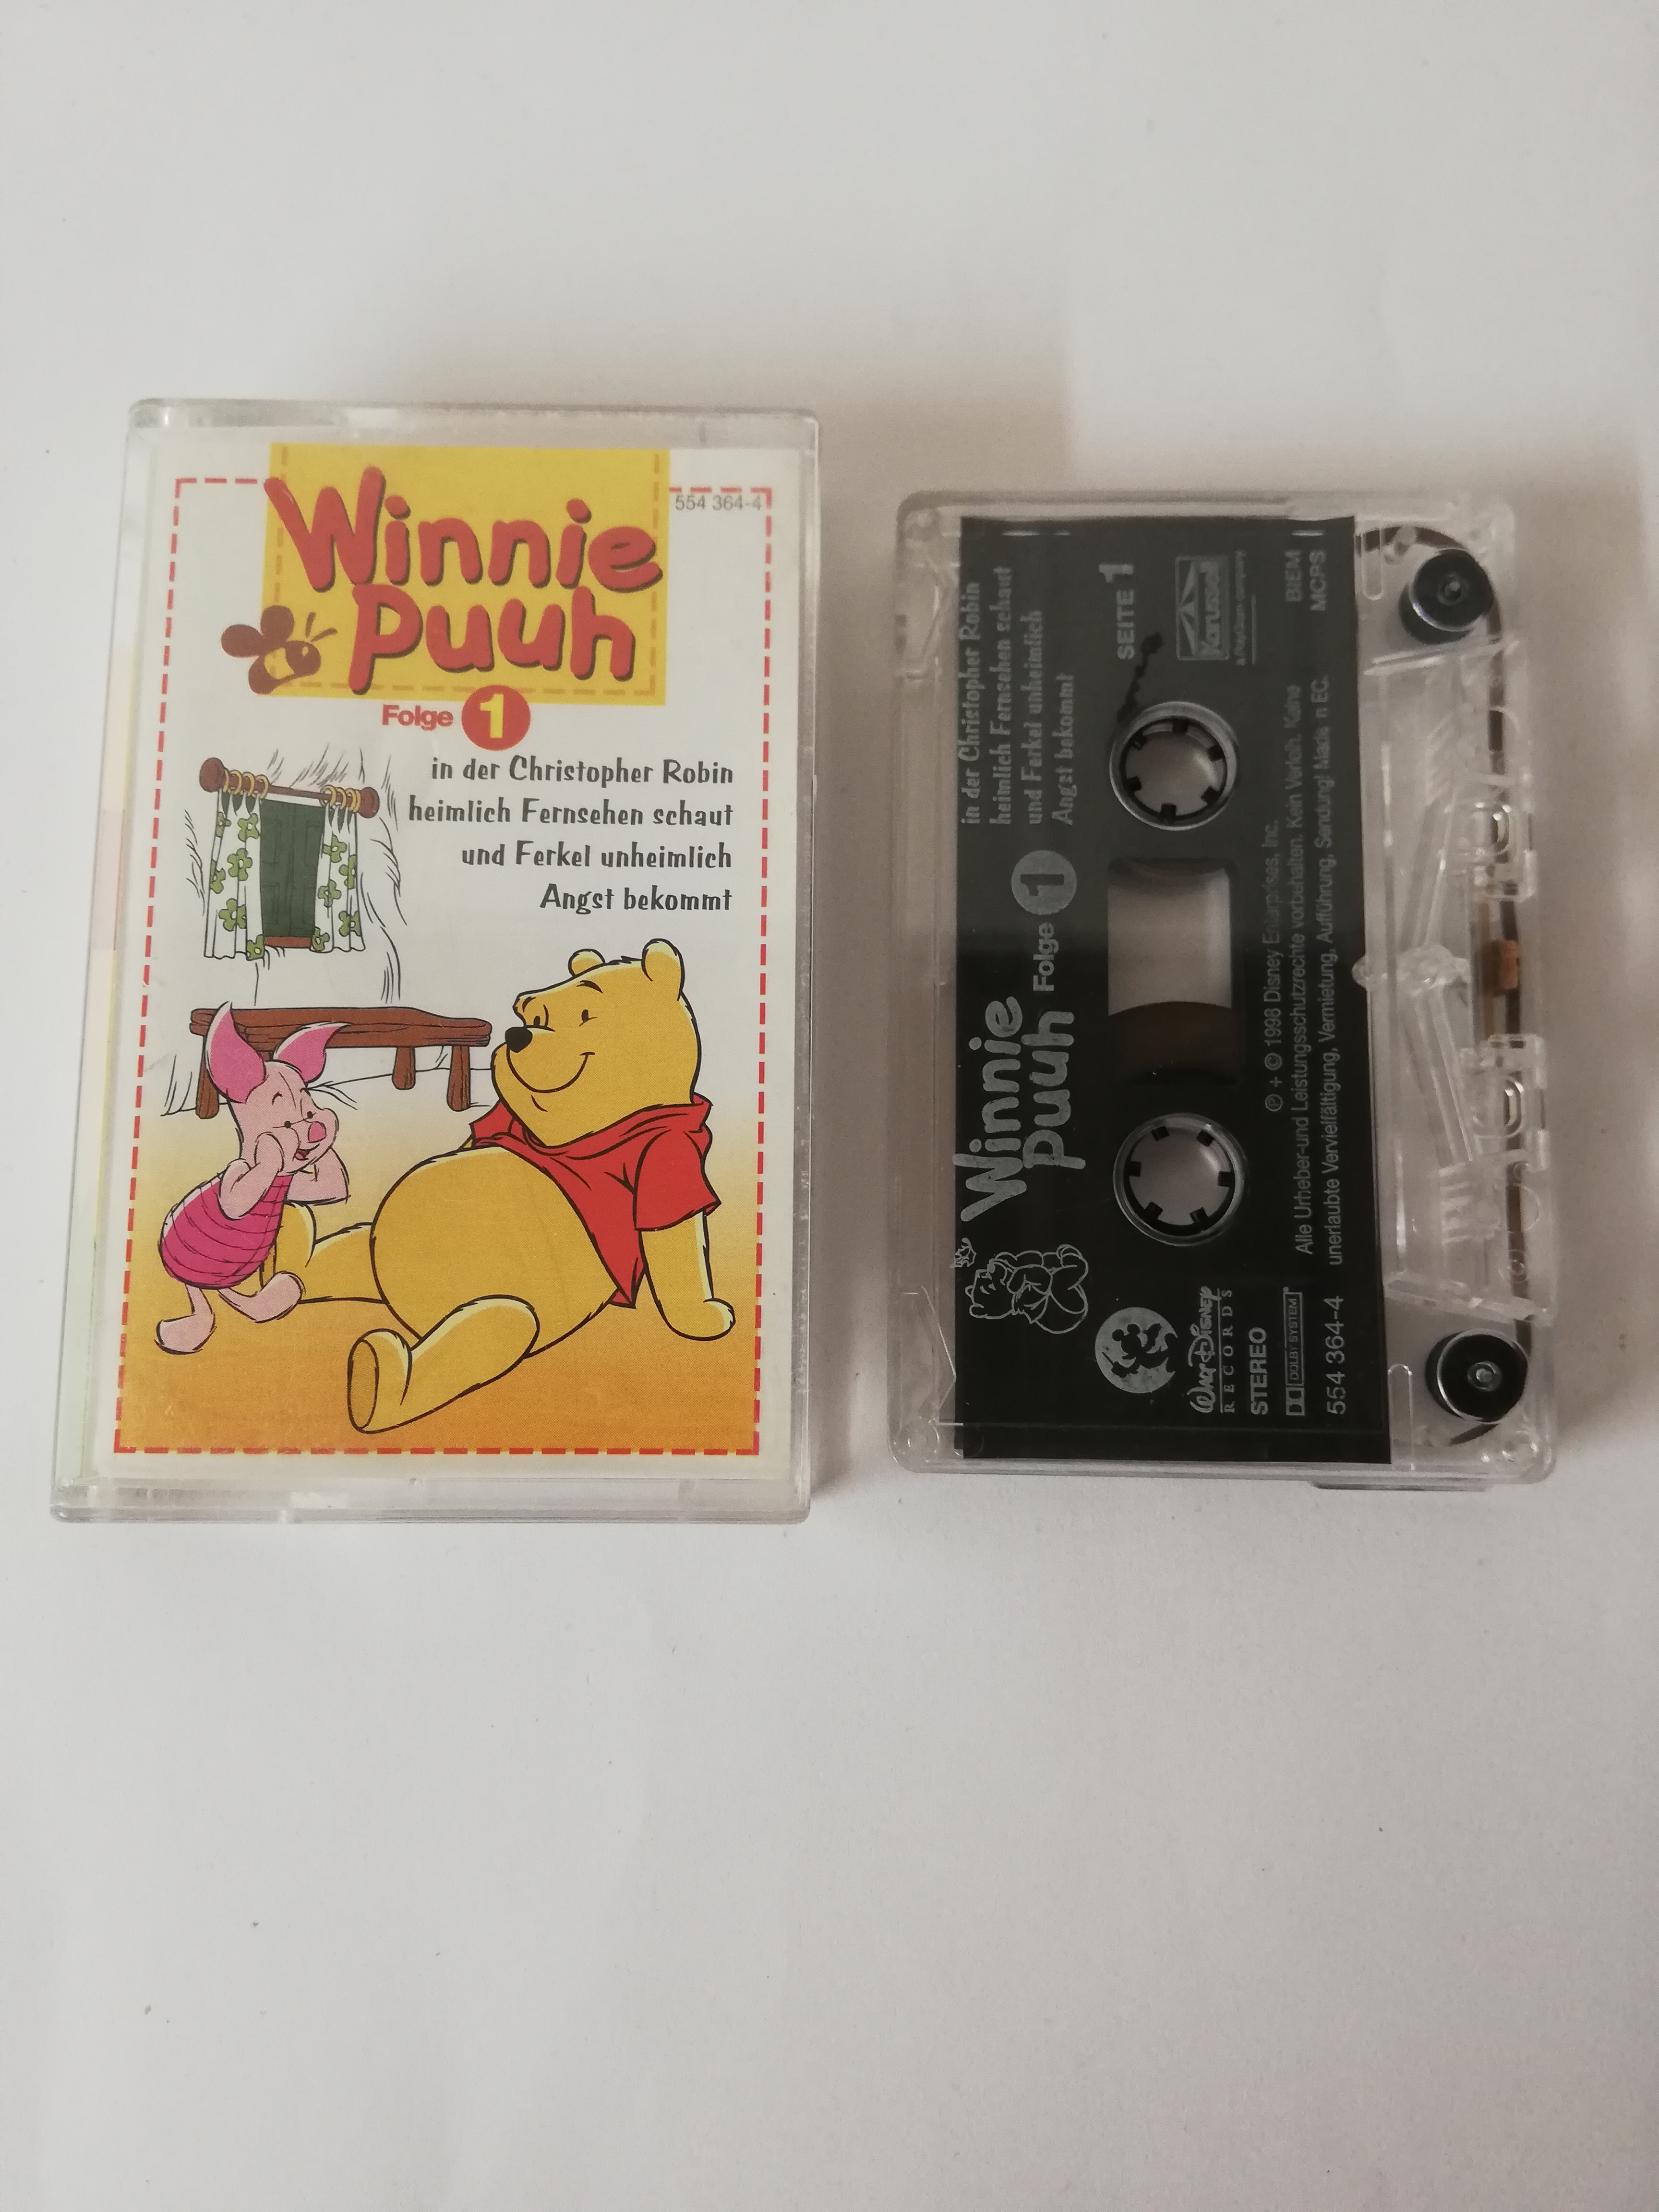 Winnie
Puuh
554 364-4
Folge 1
in der Christopher Robin
heimlich Fernsehen schaut
und Ferkel unheimlich
Angst bekommt
Winnie
Puuh Folge 1
in der Christopher Robin
heimlich Fernsehen schaut
und Ferkel unheimlich
Angst bekommt
SEITE 1
Karussell
WALT DISNEY
RECORDS
STEREO
DOLBY SYSTEM
554 364-4
℗ + © 1998 Disney Enterprises, Inc.
Alle Urheber-und Leistungsschutzrechte vorbehalten. Kein Verleih. Keine
unerlaubte Vervielfältigung, Vermietung, Aufführung, Sendung! Made in EC.
BIEM
MCPS